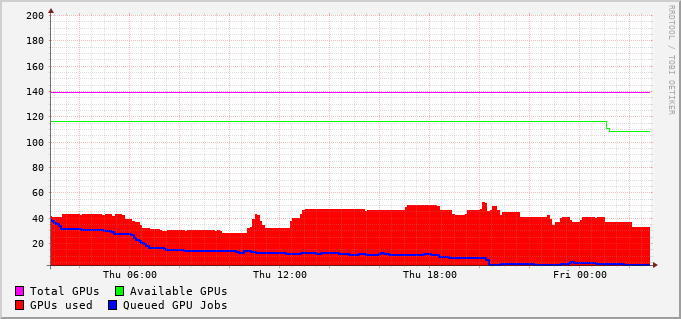 200
180
160
140
120
100
80
60
40
20
Thu 06:00 Thu 12:00 Thu 18:00 Fri 00:00
Total GPUs Available GPUs
GPUs used Queued GPU Jobs
RRDTOOL / TOBI OETIKER